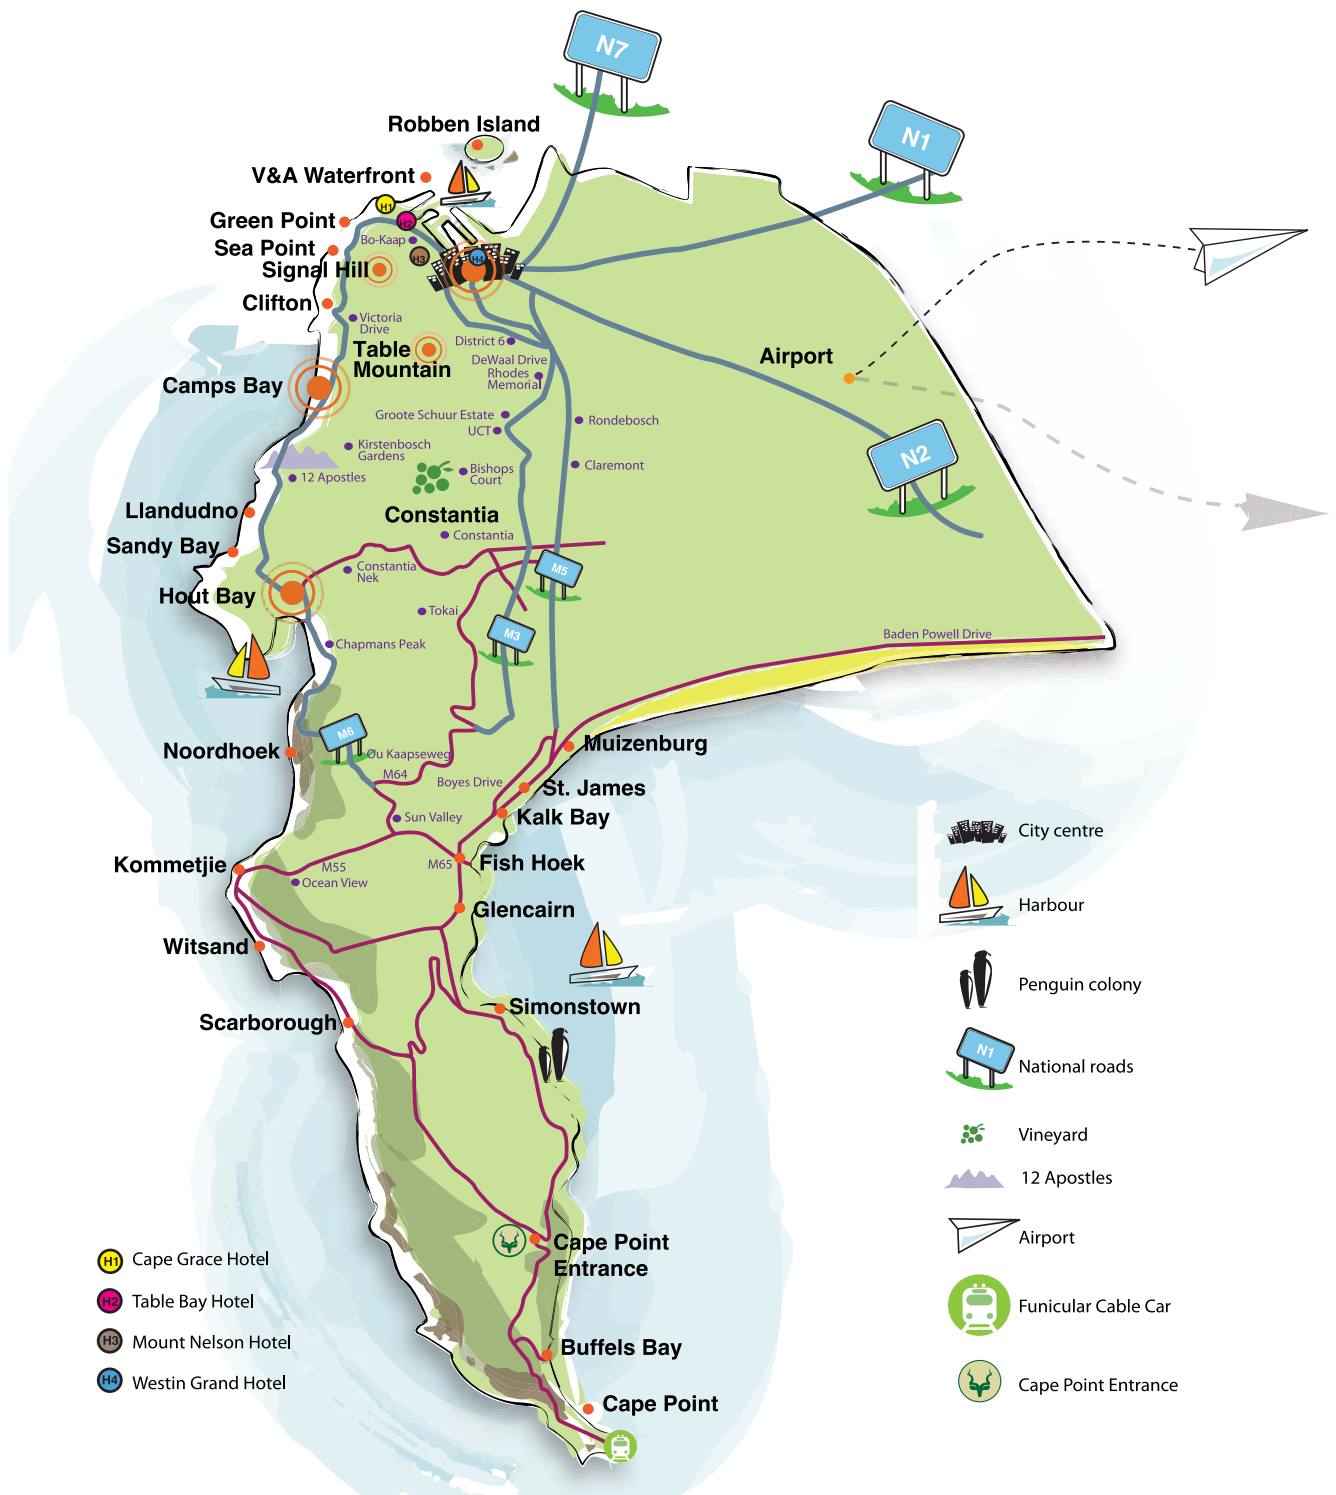 N7
N1
Robben Island
V&A Waterfront
H1
Green Point
H2
Bo-Kaap
Sea Point
H3
H4
Signal Hill
Clifton
Victoria
Drive
District 6
Table
Mountain
Airport
DeWaal Drive
Rhodes
Memorial
Camps Bay
Groote Schuur Estate
Rondebosch
UCT
Kirstenbosch
Gardens
N2
Bishops
Court
Claremont
12 Apostles
Llandudno
Constantia
Constantia
Sandy Bay
Constantia
Nek
M5
Hout Bay
Tokai
M3
Baden Powell Drive
Chapmans Peak
M6
Noordhoek
Ou Kaapseweg
Muizenburg
M64
Boyes Drive
St. James
Sun Valley
Kalk Bay
City centre
Kommetjie
M55
M65
Fish Hoek
Ocean View
Harbour
Glencairn
Witsand
Penguin colony
Simonstown
Scarborough
N1
National roads
Vineyard
12 Apostles
Airport
Cape Point
Entrance
H1 Cape Grace Hotel
H2 Table Bay Hotel
Funicular Cable Car
H3 Mount Nelson Hotel
Buffels Bay
H4 Westin Grand Hotel
Cape Point Entrance
Cape Point